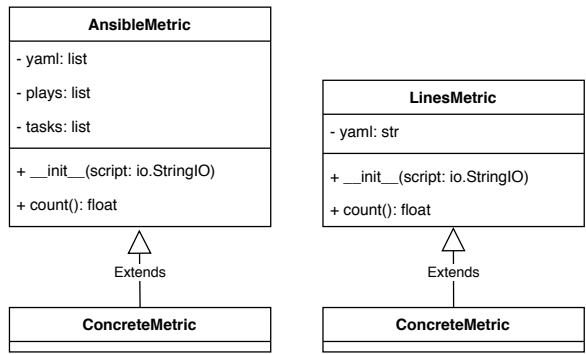 AnsibleMetric
- yaml: list
- plays: list
- tasks: list
+ __init__(script: io.StringIO)
+ count(): float
Extends
ConcreteMetric
LinesMetric
- yaml: str
+ __init__(script: io.StringIO)
+ count(): float
Extends
ConcreteMetric